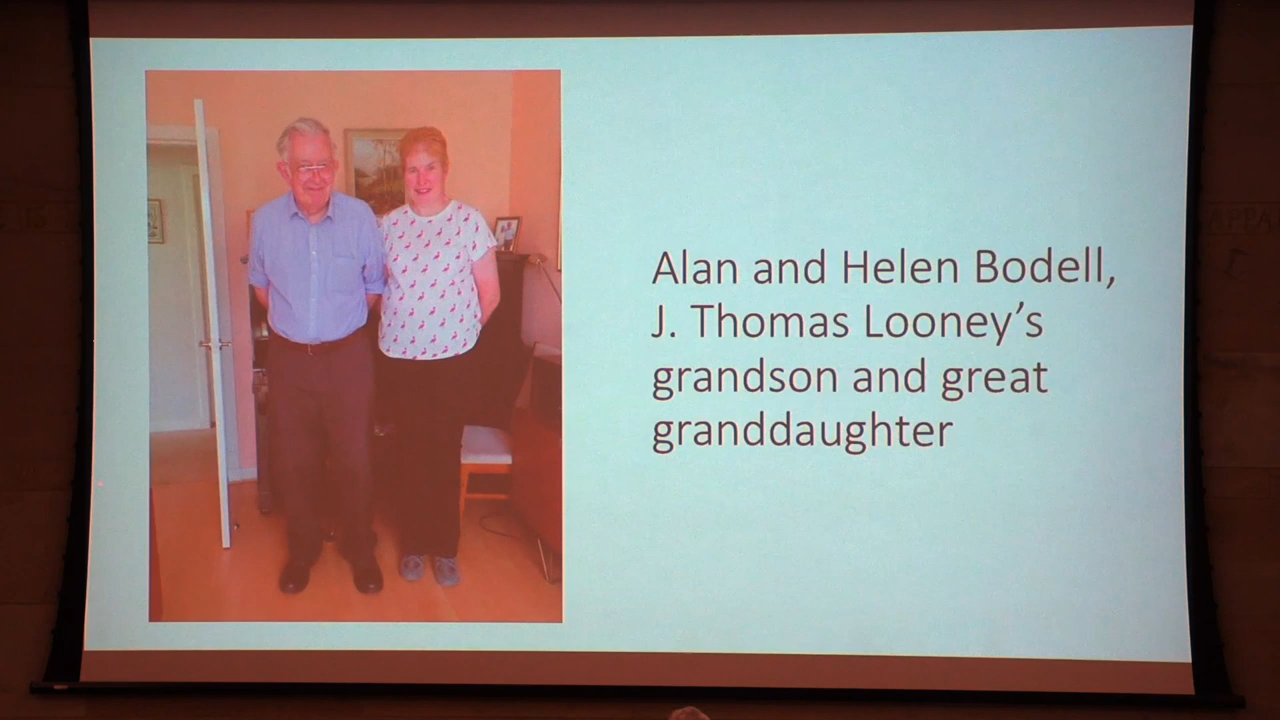 Alan and Helen Bodell,
J. Thomas Looney’s
grandson and great
granddaughter